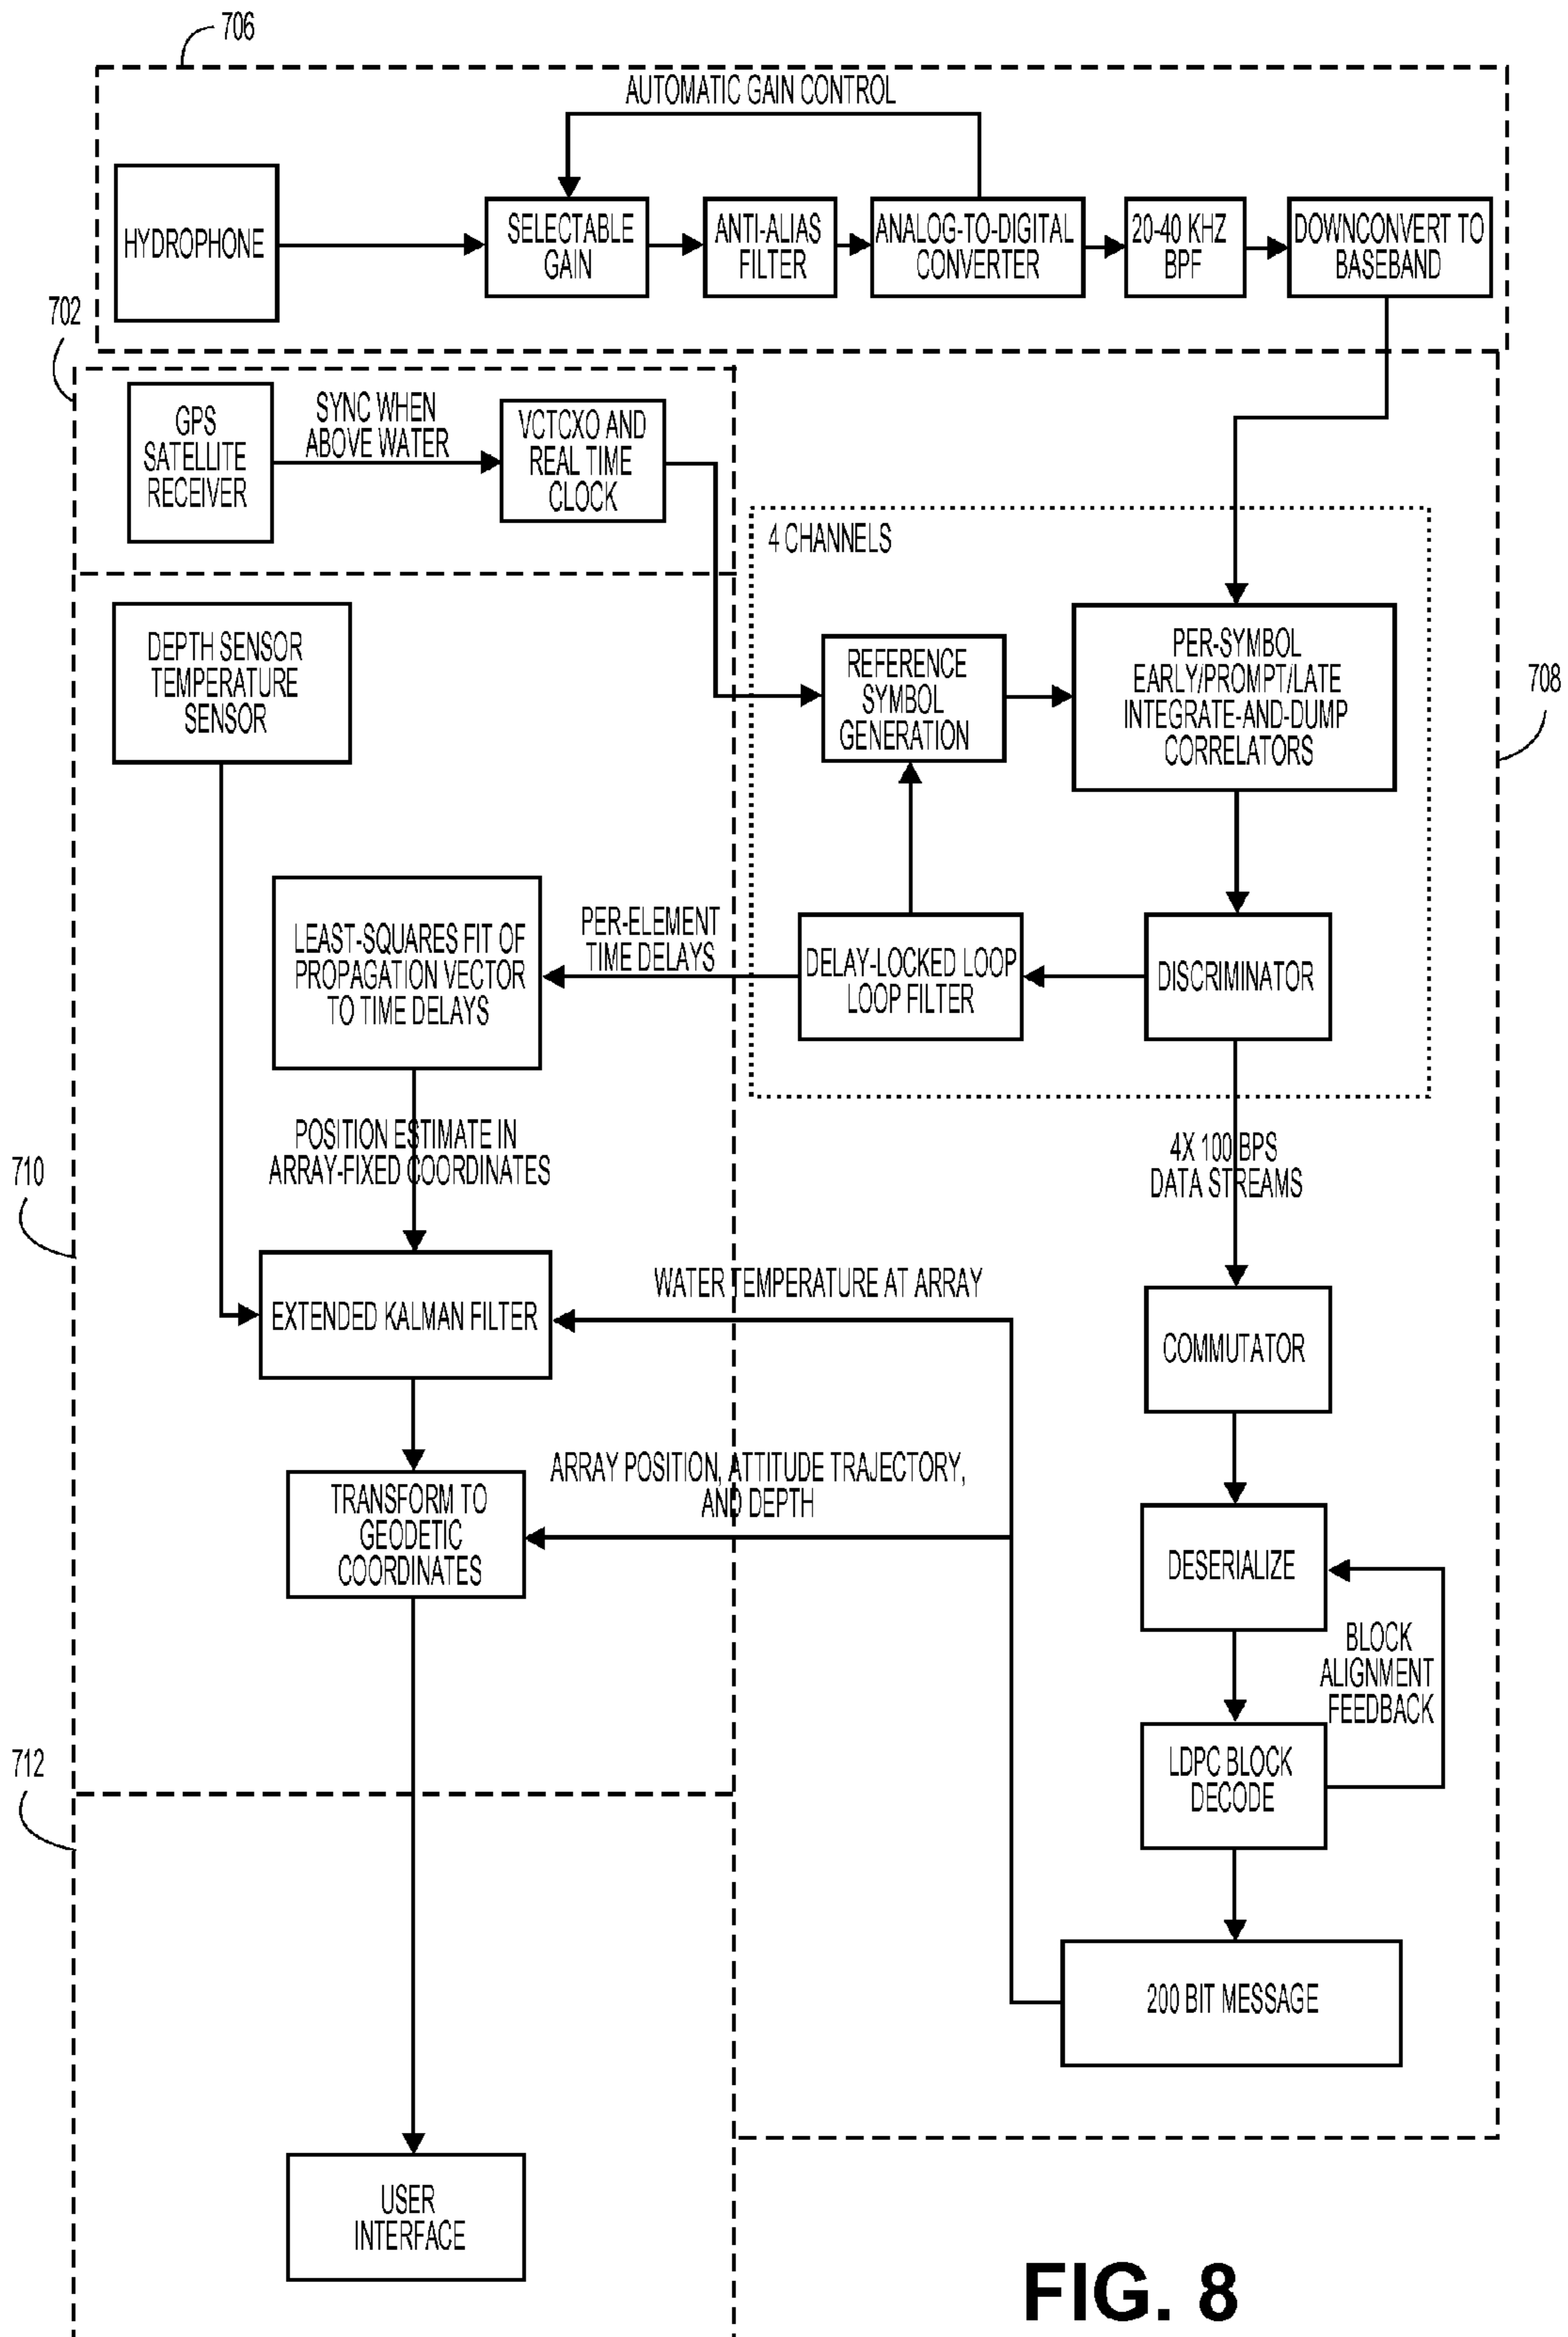 706
AUTOMATIC GAIN CONTROL
HYDROPHONE
SELECTABLE
GAIN
ANTI-ALIAS
FILTER
ANALOG-TO-DIGITAL
CONVERTER
20-40 KHZ
BPF
DOWNCONVERT TO
BASEBAND
702
GPS
SATELLITE
RECEIVER
SYNC WHEN
ABOVE WATER
VCTCXO AND
REAL TIME
CLOCK
4 CHANNELS
DEPTH SENSOR
TEMPERATURE
SENSOR
REFERENCE
SYMBOL
GENERATION
PER-SYMBOL
EARLY/PROMPT/LATE
INTEGRATE-AND-DUMP
CORRELATORS
708
LEAST-SQUARES FIT OF
PROPAGATION VECTOR
TO TIME DELAYS
PER-ELEMENT
TIME DELAYS
DELAY-LOCKED LOOP
LOOP FILTER
DISCRIMINATOR
POSITION ESTIMATE IN
ARRAY-FIXED COORDINATES
4X 100 BPS
DATA STREAMS
710
EXTENDED KALMAN FILTER
WATER TEMPERATURE AT ARRAY
COMMUTATOR
TRANSFORM TO
GEODETIC
COORDINATES
ARRAY POSITION, ATTITUDE TRAJECTORY,
AND DEPTH
DESERIALIZE
BLOCK
ALIGNMENT
FEEDBACK
LDPC BLOCK
DECODE
712
200 BIT MESSAGE
USER
INTERFACE
FIG. 8